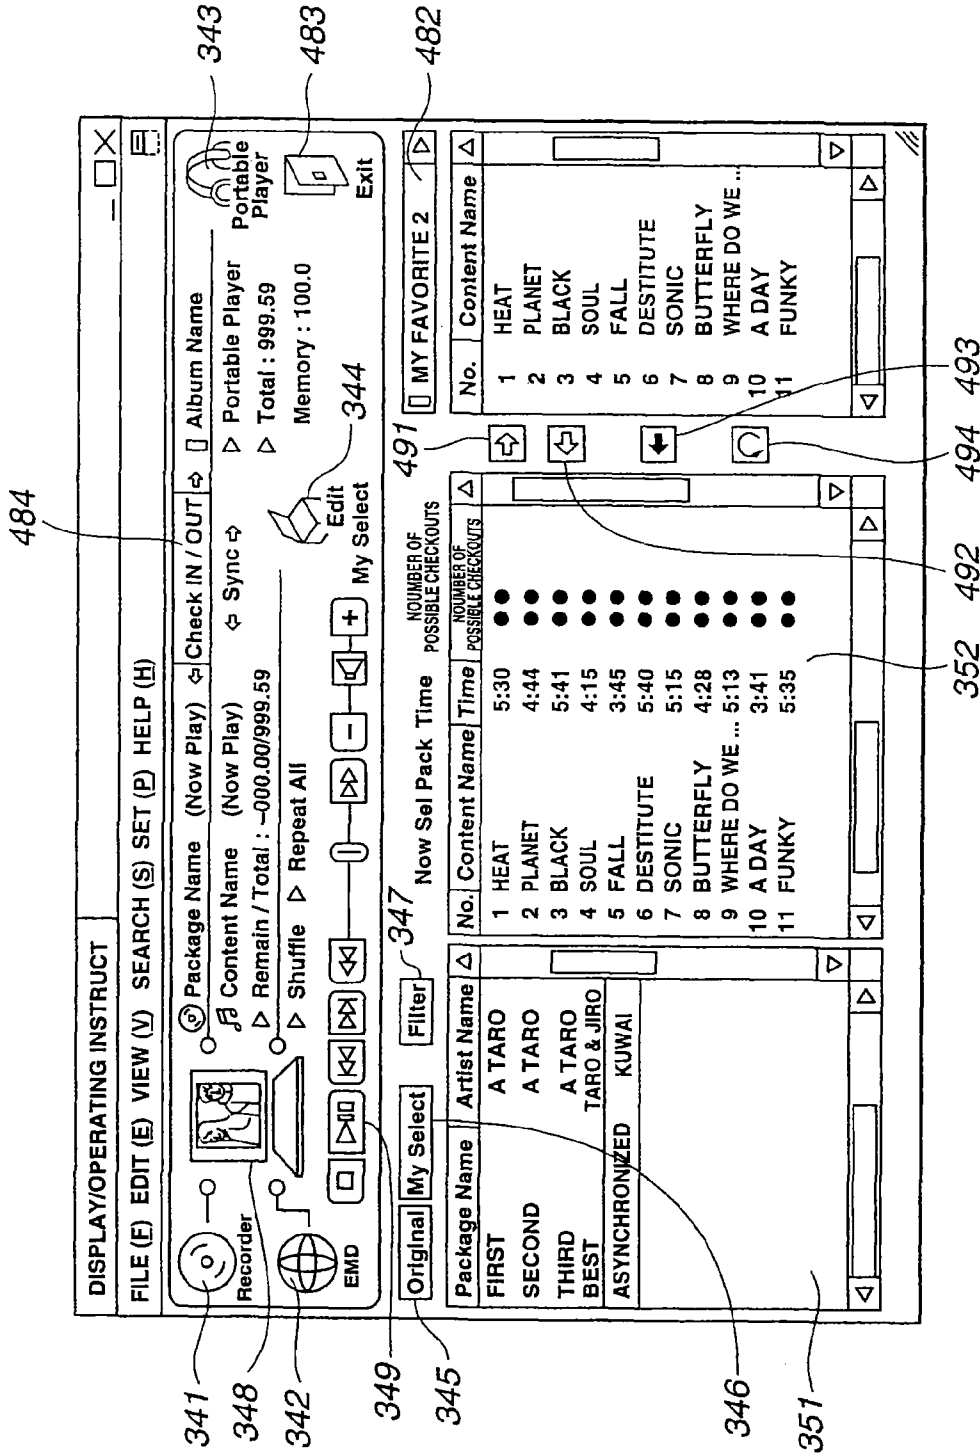 484
DISPLAY/OPERATING INSTRUCT
FILE (F) EDIT (E) VIEW (V) SEARCH (S) SET (P) HELP (H)
Recorder
EMD
Package Name (Now Play)
Check IN / OUT
Album Name
Content Name (Now Play)
Sync
Portable Player
Remain / Total : –000.00/999.59
Total : 999.59
Shuffle
Repeat All
Memory : 100.0
Edit
My Select
Portable
Player
Exit
343
483
482
344
341
348
342
349
345
346
351
347
491
Original
My Select
Filter
Now Sel Pack Time
NOUMBER OF
POSSIBLE CHECKOUTS
MY FAVORITE 2
Package Name Artist Name
FIRST A TARO
SECOND A TARO
THIRD A TARO
BEST TARO & JIRO
ASYNCHRONIZED KUWAI
No. Content Name Time NOUMBER OF
POSSIBLE CHECKOUTS
1 HEAT 5:30
2 PLANET 4:44
3 BLACK 5:41
4 SOUL 4:15
5 FALL 3:45
6 DESTITUTE 5:40
7 SONIC 5:15
8 BUTTERFLY 4:28
9 WHERE DO WE ... 5:13
10 A DAY 3:41
11 FUNKY 5:35
No. Content Name
1 HEAT
2 PLANET
3 BLACK
4 SOUL
5 FALL
6 DESTITUTE
7 SONIC
8 BUTTERFLY
9 WHERE DO WE ...
10 A DAY
11 FUNKY
352
492
494
493